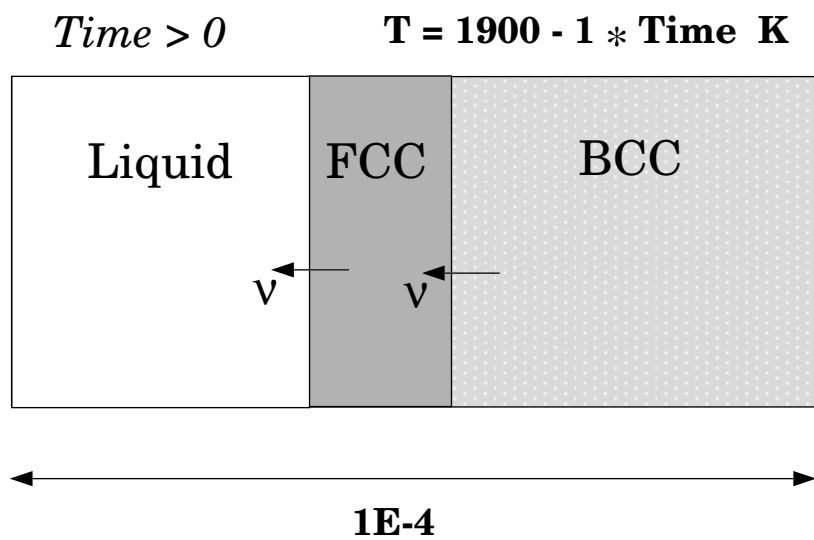 Time > 0
T = 1900 - 1 * Time K
Liquid
FCC
BCC
ν
ν
1E-4